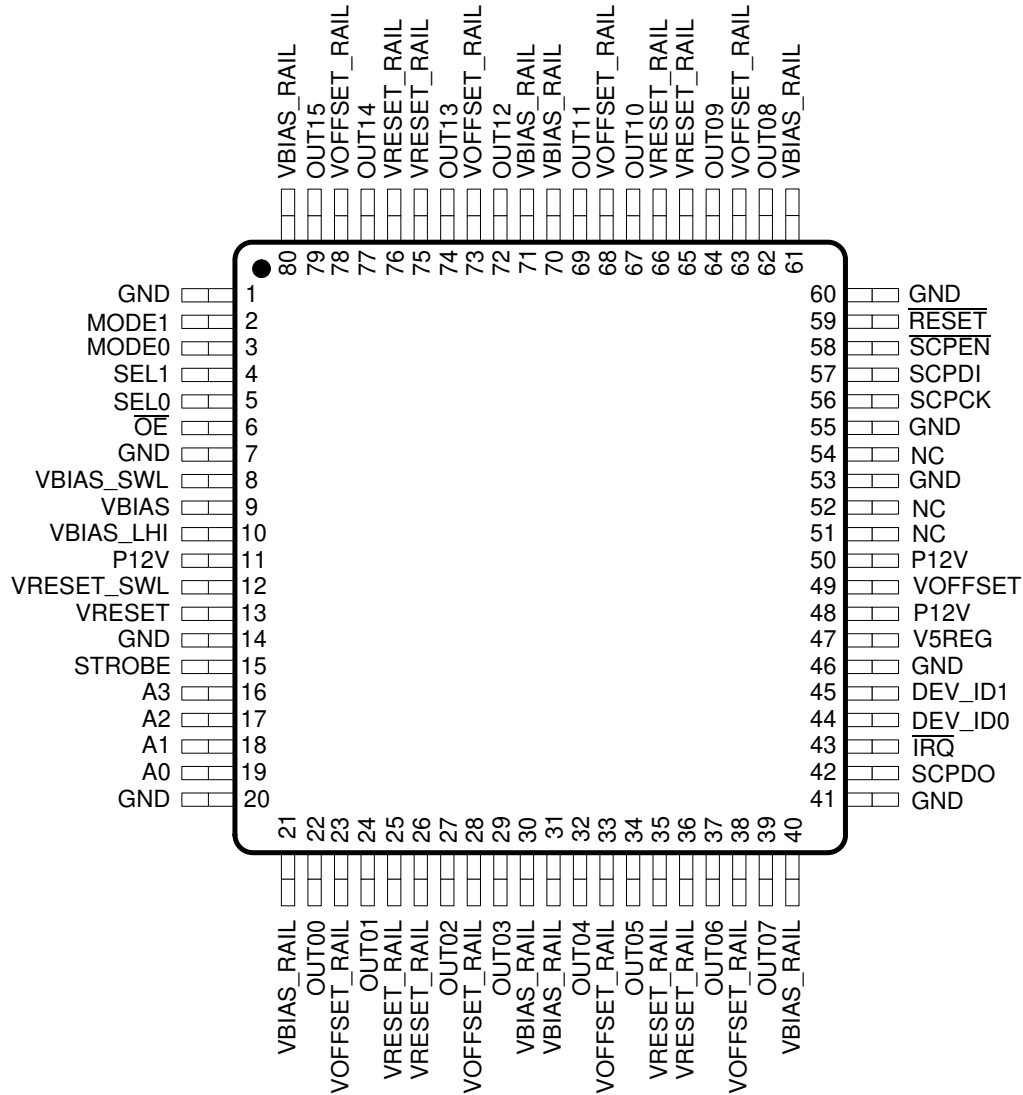 VBIAS_RAIL
OUT15
VOFFSET_RAIL
OUT14
VRESET_RAIL
VRESET_RAIL
OUT13
VOFFSET_RAIL
OUT12
VBIAS_RAIL
VBIAS_RAIL
OUT11
VOFFSET_RAIL
OUT10
VRESET_RAIL
VRESET_RAIL
OUT09
VOFFSET_RAIL
OUT08
VBIAS_RAIL
80
79
78
77
76
75
74
73
72
71
70
69
68
67
66
65
64
63
62
61
GND 1
MODE1 2
MODE0 3
SEL1 4
SEL0 5
OE 6
GND 7
VBIAS_SWL 8
VBIAS 9
VBIAS_LHI 10
P12V 11
VRESET_SWL 12
VRESET 13
GND 14
STROBE 15
A3 16
A2 17
A1 18
A0 19
GND 20
60 GND
59 RESET
58 SCPEN
57 SCPDI
56 SCPCK
55 GND
54 NC
53 GND
52 NC
51 NC
50 P12V
49 VOFFSET
48 P12V
47 V5REG
46 GND
45 DEV_ID1
44 DEV_ID0
43 IRQ
42 SCPDO
41 GND
21
22
23
24
25
26
27
28
29
30
31
32
33
34
35
36
37
38
39
40
VBIAS_RAIL
OUT00
VOFFSET_RAIL
OUT01
VRESET_RAIL
VRESET_RAIL
OUT02
VOFFSET_RAIL
OUT03
VBIAS_RAIL
VBIAS_RAIL
OUT04
VOFFSET_RAIL
OUT05
VRESET_RAIL
VRESET_RAIL
OUT06
VOFFSET_RAIL
OUT07
VBIAS_RAIL